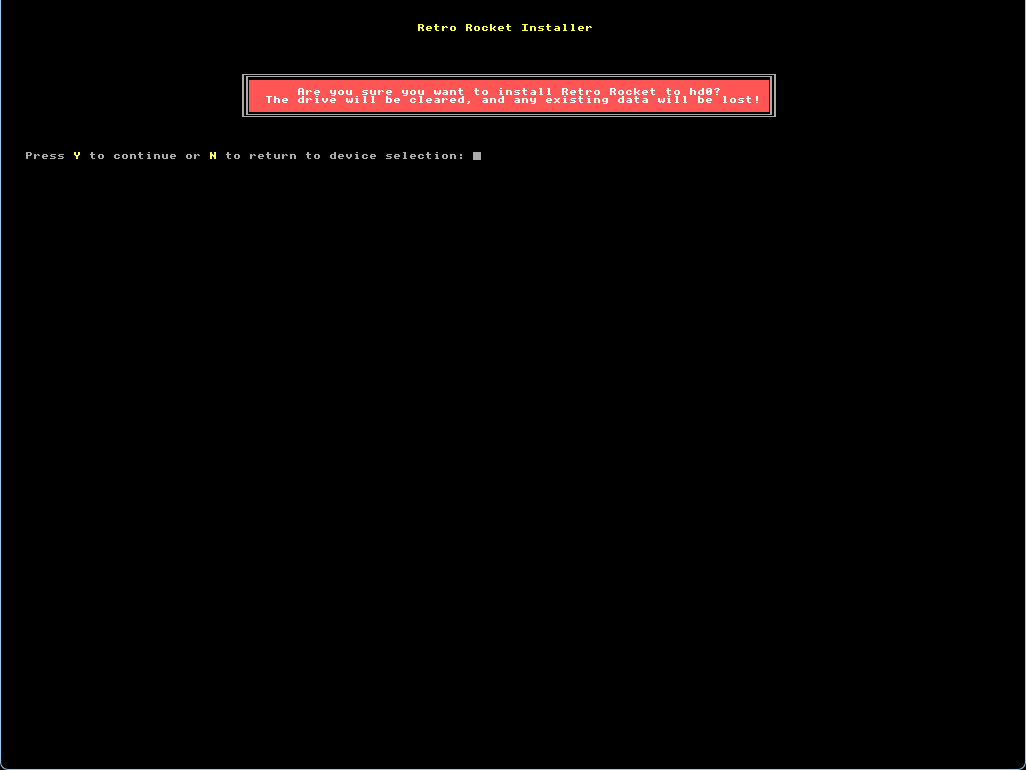 Retro Rocket Installer
Are you sure you want to install Retro Rocket to hd0?
The drive will be cleared, and any existing data will be lost!
Press Y to continue or N to return to device selection: